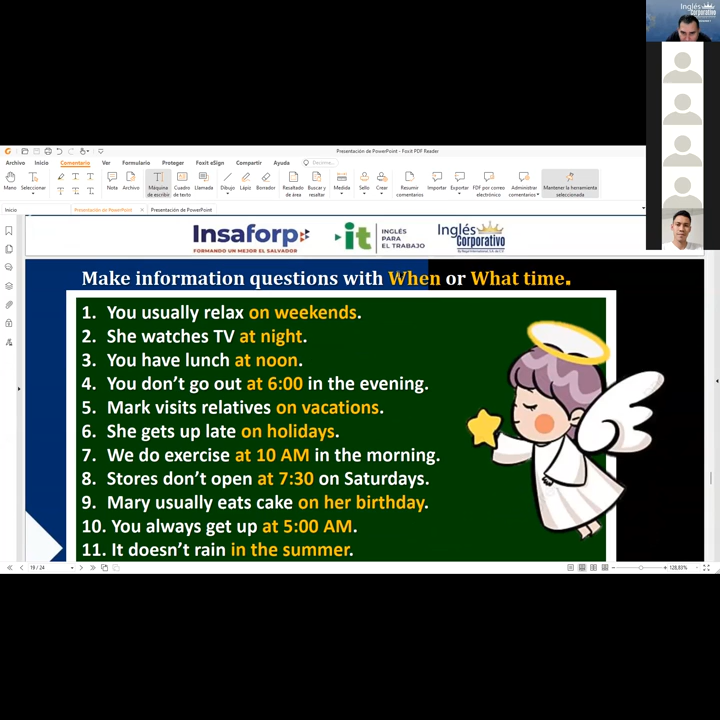 Inglés
Corporativo
Presentación de PowerPoint - Foxit PDF Reader
Archivo Inicio Comentario Ver Formulario Proteger Foxit eSign Compartir Ayuda
Mano Seleccionar Nota Archivo Máquina de escribir Cuadro de texto Llamada Dibujo Lápiz Borrador Resaltado de área Buscar y resaltar Medida Sello Crear Resumir comentarios Importar Exportar PDF por correo electrónico Administrar comentarios Mantener la herramienta seleccionada
Inicio Presentación de PowerPoint Presentación de PowerPoint
Insaforp
FORMANDO UN MEJOR EL SALVADOR
it INGLÉS PARA EL TRABAJO
Inglés Corporativo
Make information questions with When or What time.
1. You usually relax on weekends.
2. She watches TV at night.
3. You have lunch at noon.
4. You don't go out at 6:00 in the evening.
5. Mark visits relatives on vacations.
6. She gets up late on holidays.
7. We do exercise at 10 AM in the morning.
8. Stores don't open at 7:30 on Saturdays.
9. Mary usually eats cake on her birthday.
10. You always get up at 5:00 AM.
11. It doesn't rain in the summer.
19 / 24
128,83%